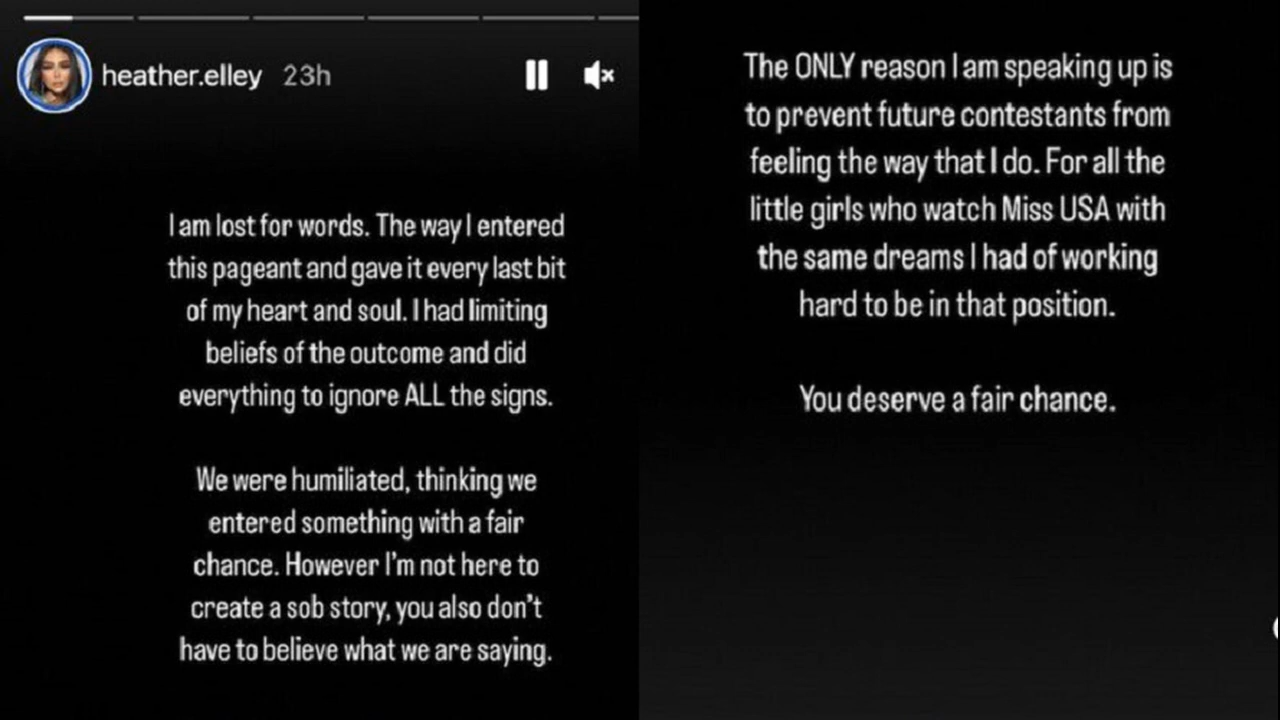 heather.elley 23h
I am lost for words. The way I entered
this pageant and gave it every last bit
of my heart and soul. I had limiting
beliefs of the outcome and did
everything to ignore ALL the signs.
We were humiliated, thinking we
entered something with a fair
chance. However I'm not here to
create a sob story, you also don't
have to believe what we are saying.
The ONLY reason I am speaking up is
to prevent future contestants from
feeling the way that I do. For all the
little girls who watch Miss USA with
the same dreams I had of working
hard to be in that position.
You deserve a fair chance.